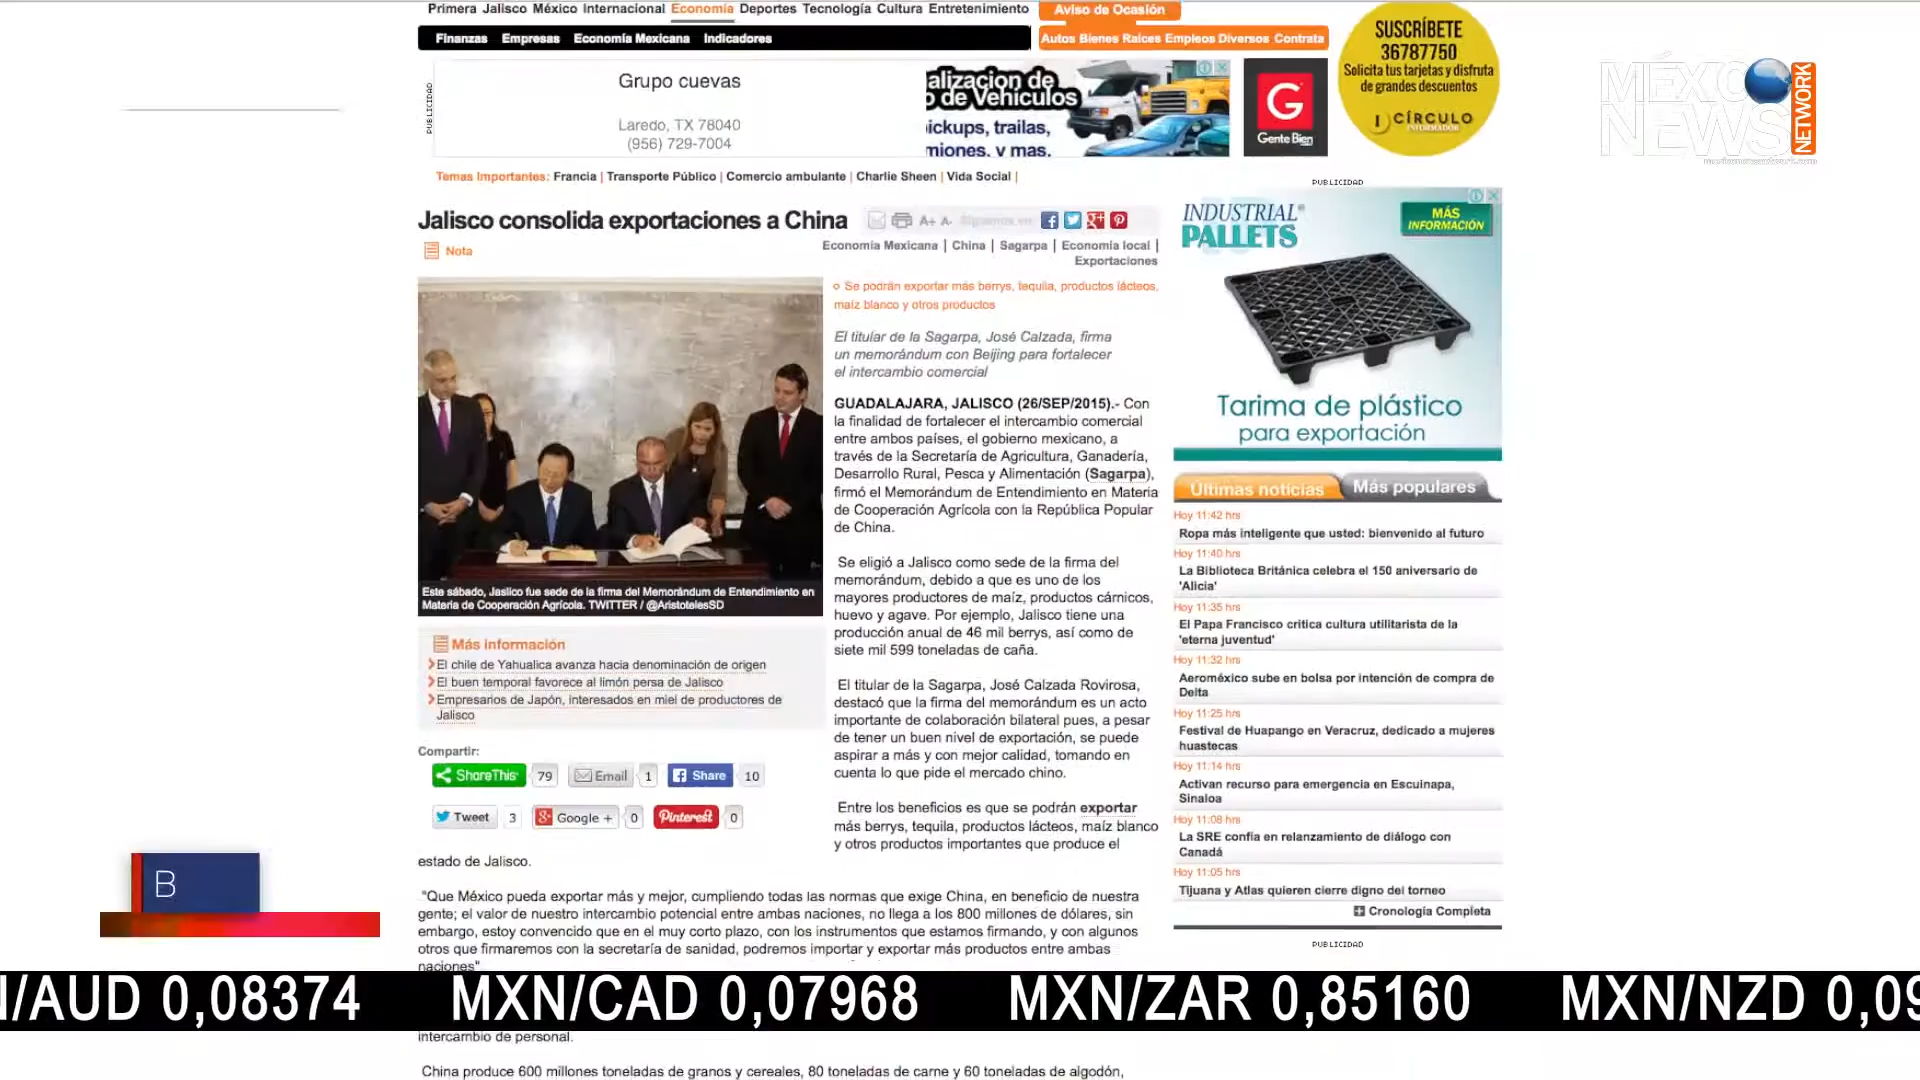 Primera Jalisco México Internacional Economía Deportes Tecnología Cultura Entretenimiento
Aviso de Ocasión
Finanzas Empresas Economía Mexicana Indicadores
Autos Bienes Raíces Empleos Diversos Contrata
SUSCRÍBETE
36787750
Solicita tus tarjetas y disfruta
de grandes descuentos
CÍRCULO
INFORMADOR
MÉXICO
NEWS
NETWORK
PUBLICIDAD
Grupo cuevas
Laredo, TX 78040
(956) 729-7004
alizacion de
o de Vehículos
ickups, trailas,
miones, y mas.
G
Gente Bien
Temas Importantes: Francia | Transporte Público | Comercio ambulante | Charlie Sheen | Vida Social |
PUBLICIDAD
Jalisco consolida exportaciones a China
A+ A- Síguenos en:
Nota
Economía Mexicana | China | Sagarpa | Economía local |
Exportaciones
Este sábado, Jaslico fue sede de la firma del Memorándum de Entendimiento en
Materia de Cooperación Agrícola. TWITTER / @AristotelesSD
Más información
El chile de Yahualica avanza hacia denominación de origen
El buen temporal favorece al limón persa de Jalisco
Empresarios de Japón, interesados en miel de productores de
Jalisco
Compartir:
ShareThis 79 Email 1 Share 10
Tweet 3 Google + 0 Pinterest 0
Se podrán exportar más berrys, tequila, productos lácteos,
maíz blanco y otros productos
El titular de la Sagarpa, José Calzada, firma
un memorándum con Beijing para fortalecer
el intercambio comercial
GUADALAJARA, JALISCO (26/SEP/2015).- Con
la finalidad de fortalecer el intercambio comercial
entre ambos países, el gobierno mexicano, a
través de la Secretaría de Agricultura, Ganadería,
Desarrollo Rural, Pesca y Alimentación (Sagarpa),
firmó el Memorándum de Entendimiento en Materia
de Cooperación Agrícola con la República Popular
de China.
Se eligió a Jalisco como sede de la firma del
memorándum, debido a que es uno de los
mayores productores de maíz, productos cárnicos,
huevo y agave. Por ejemplo, Jalisco tiene una
producción anual de 46 mil berrys, así como de
siete mil 599 toneladas de caña.
El titular de la Sagarpa, José Calzada Rovirosa,
destacó que la firma del memorándum es un acto
importante de colaboración bilateral pues, a pesar
de tener un buen nivel de exportación, se puede
aspirar a más y con mejor calidad, tomando en
cuenta lo que pide el mercado chino.
Entre los beneficios es que se podrán exportar
más berrys, tequila, productos lácteos, maíz blanco
y otros productos importantes que produce el
estado de Jalisco.
"Que México pueda exportar más y mejor, cumpliendo todas las normas que exige China, en beneficio de nuestra
gente; el valor de nuestro intercambio potencial entre ambas naciones, no llega a los 800 millones de dólares, sin
embargo, estoy convencido que en el muy corto plazo, con los instrumentos que estamos firmando, y con algunos
otros que firmaremos con la secretaría de sanidad, podremos importar y exportar más productos entre ambas
naciones"
INDUSTRIAL
PALLETS
MÁS
INFORMACIÓN
Tarima de plástico
para exportación
Últimas noticias Más populares
Hoy 11:42 hrs
Ropa más inteligente que usted: bienvenido al futuro
Hoy 11:40 hrs
La Biblioteca Británica celebra el 150 aniversario de
'Alicia'
Hoy 11:35 hrs
El Papa Francisco critica cultura utilitarista de la
'eterna juventud'
Hoy 11:32 hrs
Aeroméxico sube en bolsa por intención de compra de
Delta
Hoy 11:25 hrs
Festival de Huapango en Veracruz, dedicado a mujeres
huastecas
Hoy 11:14 hrs
Activan recurso para emergencia en Escuinapa,
Sinaloa
Hoy 11:08 hrs
La SRE confía en relanzamiento de diálogo con
Canadá
Hoy 11:05 hrs
Tijuana y Atlas quieren cierre digno del torneo
Cronología Completa
PUBLICIDAD
B
N/AUD 0,08374 MXN/CAD 0,07968 MXN/ZAR 0,85160 MXN/NZD 0,09
intercambio de personal.
China produce 600 millones toneladas de granos y cereales, 80 toneladas de carne y 60 toneladas de algodón,